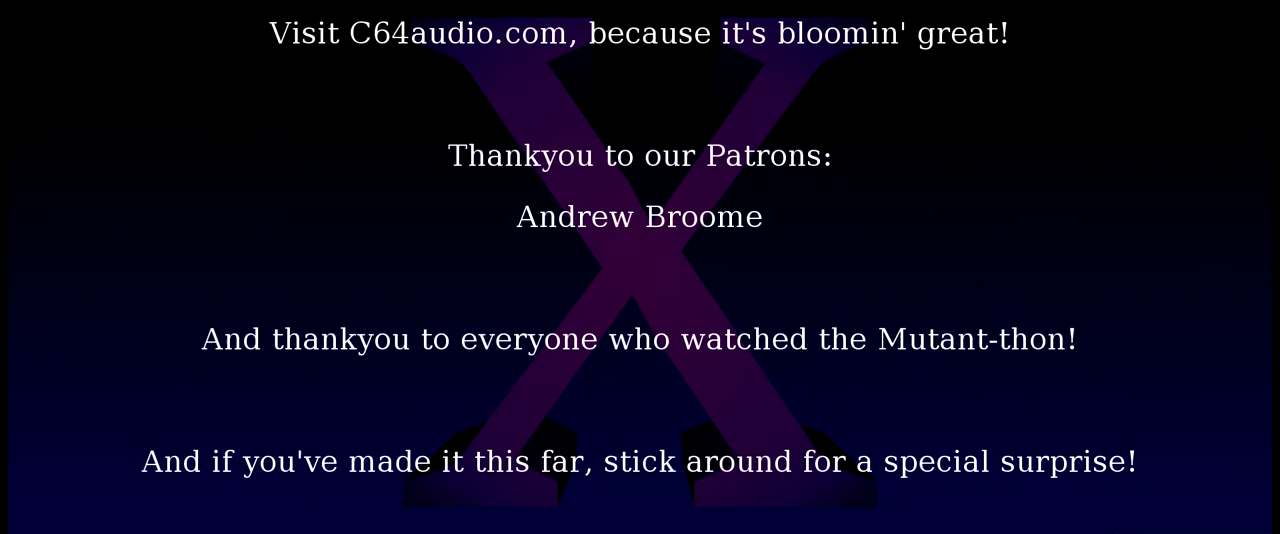 Visit C64audio.com, because it's bloomin' great!
Thankyou to our Patrons:
Andrew Broome
And thankyou to everyone who watched the Mutant-thon!
And if you've made it this far, stick around for a special surprise!